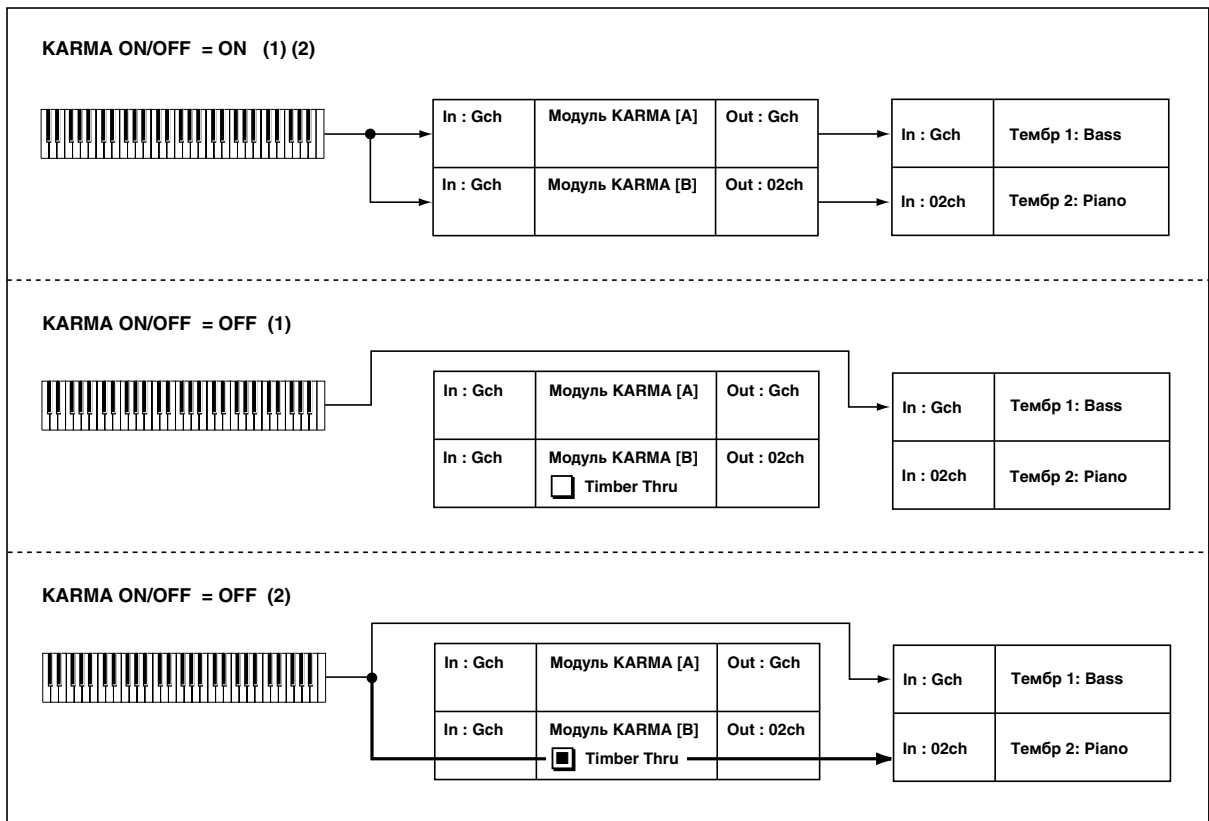 KARMA ON/OFF = ON (1) (2)
In : Gch Модуль KARMA [A] Out : Gch
In : Gch Тембр 1: Bass
In : Gch Модуль KARMA [B] Out : 02ch
In : 02ch Тембр 2: Piano
KARMA ON/OFF = OFF (1)
In : Gch Модуль KARMA [A] Out : Gch
In : Gch Тембр 1: Bass
In : Gch Модуль KARMA [B] Out : 02ch
Timber Thru
In : 02ch Тембр 2: Piano
KARMA ON/OFF = OFF (2)
In : Gch Модуль KARMA [A] Out : Gch
In : Gch Тембр 1: Bass
In : Gch Модуль KARMA [B] Out : 02ch
In : 02ch Тембр 2: Piano
Timber Thru